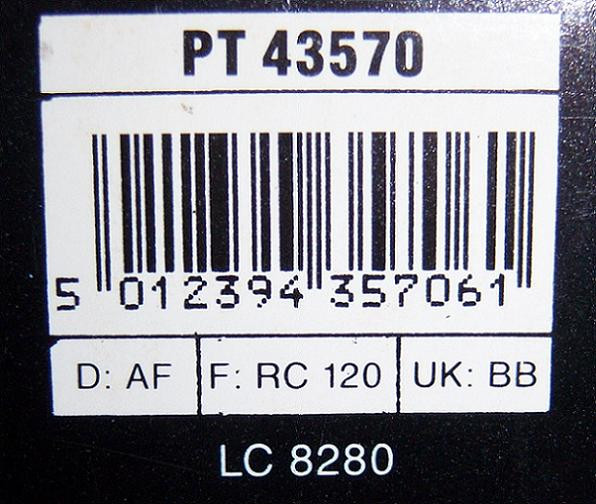 PT 43570
5 012394 357061
D: AF F: RC 120 UK: BB
LC 8280